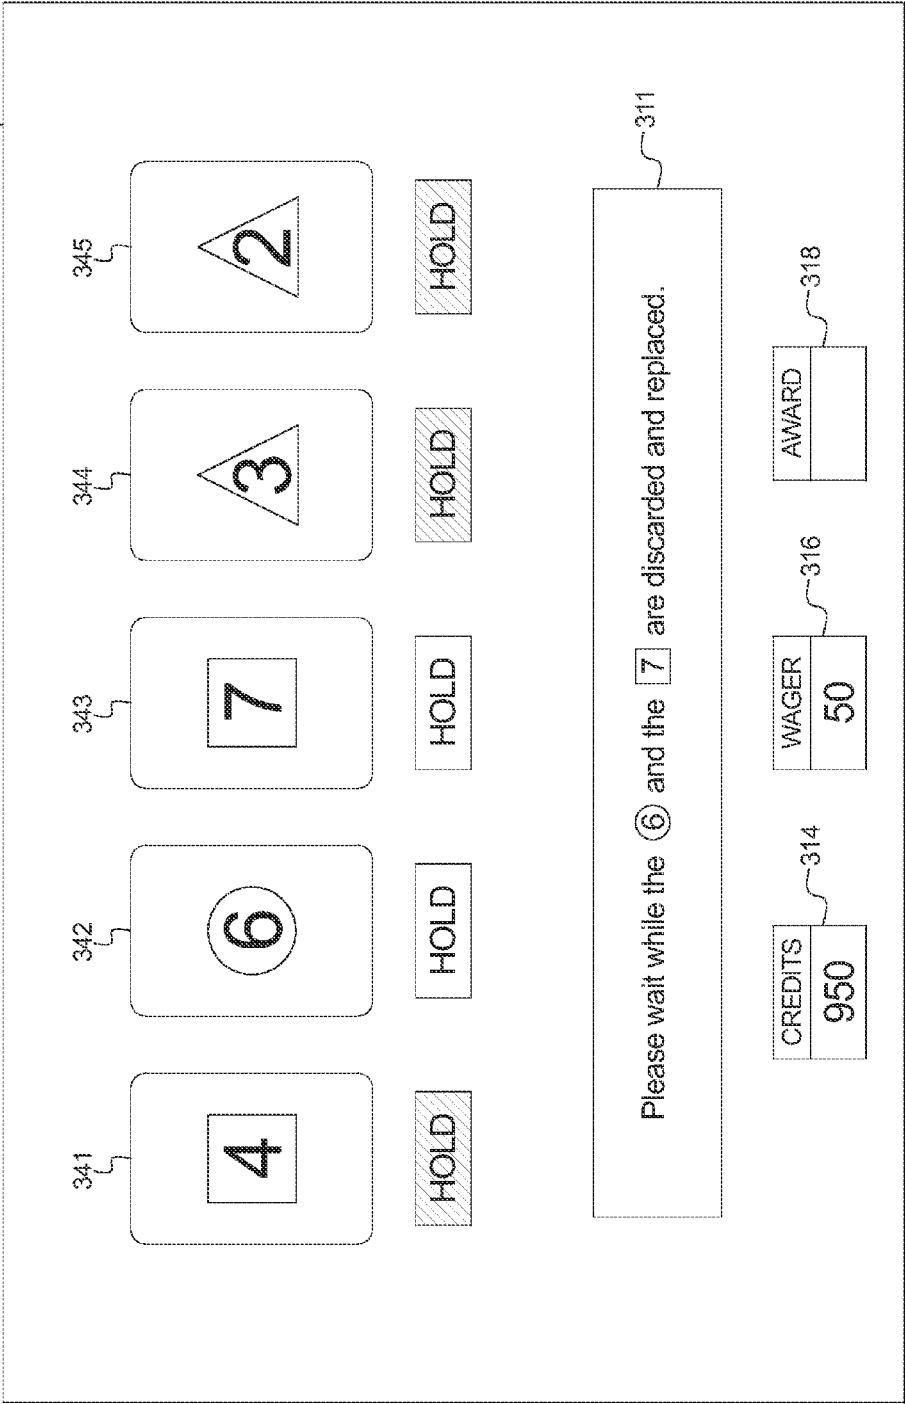 341 342 343 344 345
4 6 7 3 2
HOLD HOLD HOLD HOLD HOLD
311
Please wait while the 6 and the 7 are discarded and replaced.
314 316 318
CREDITS WAGER AWARD
950 50